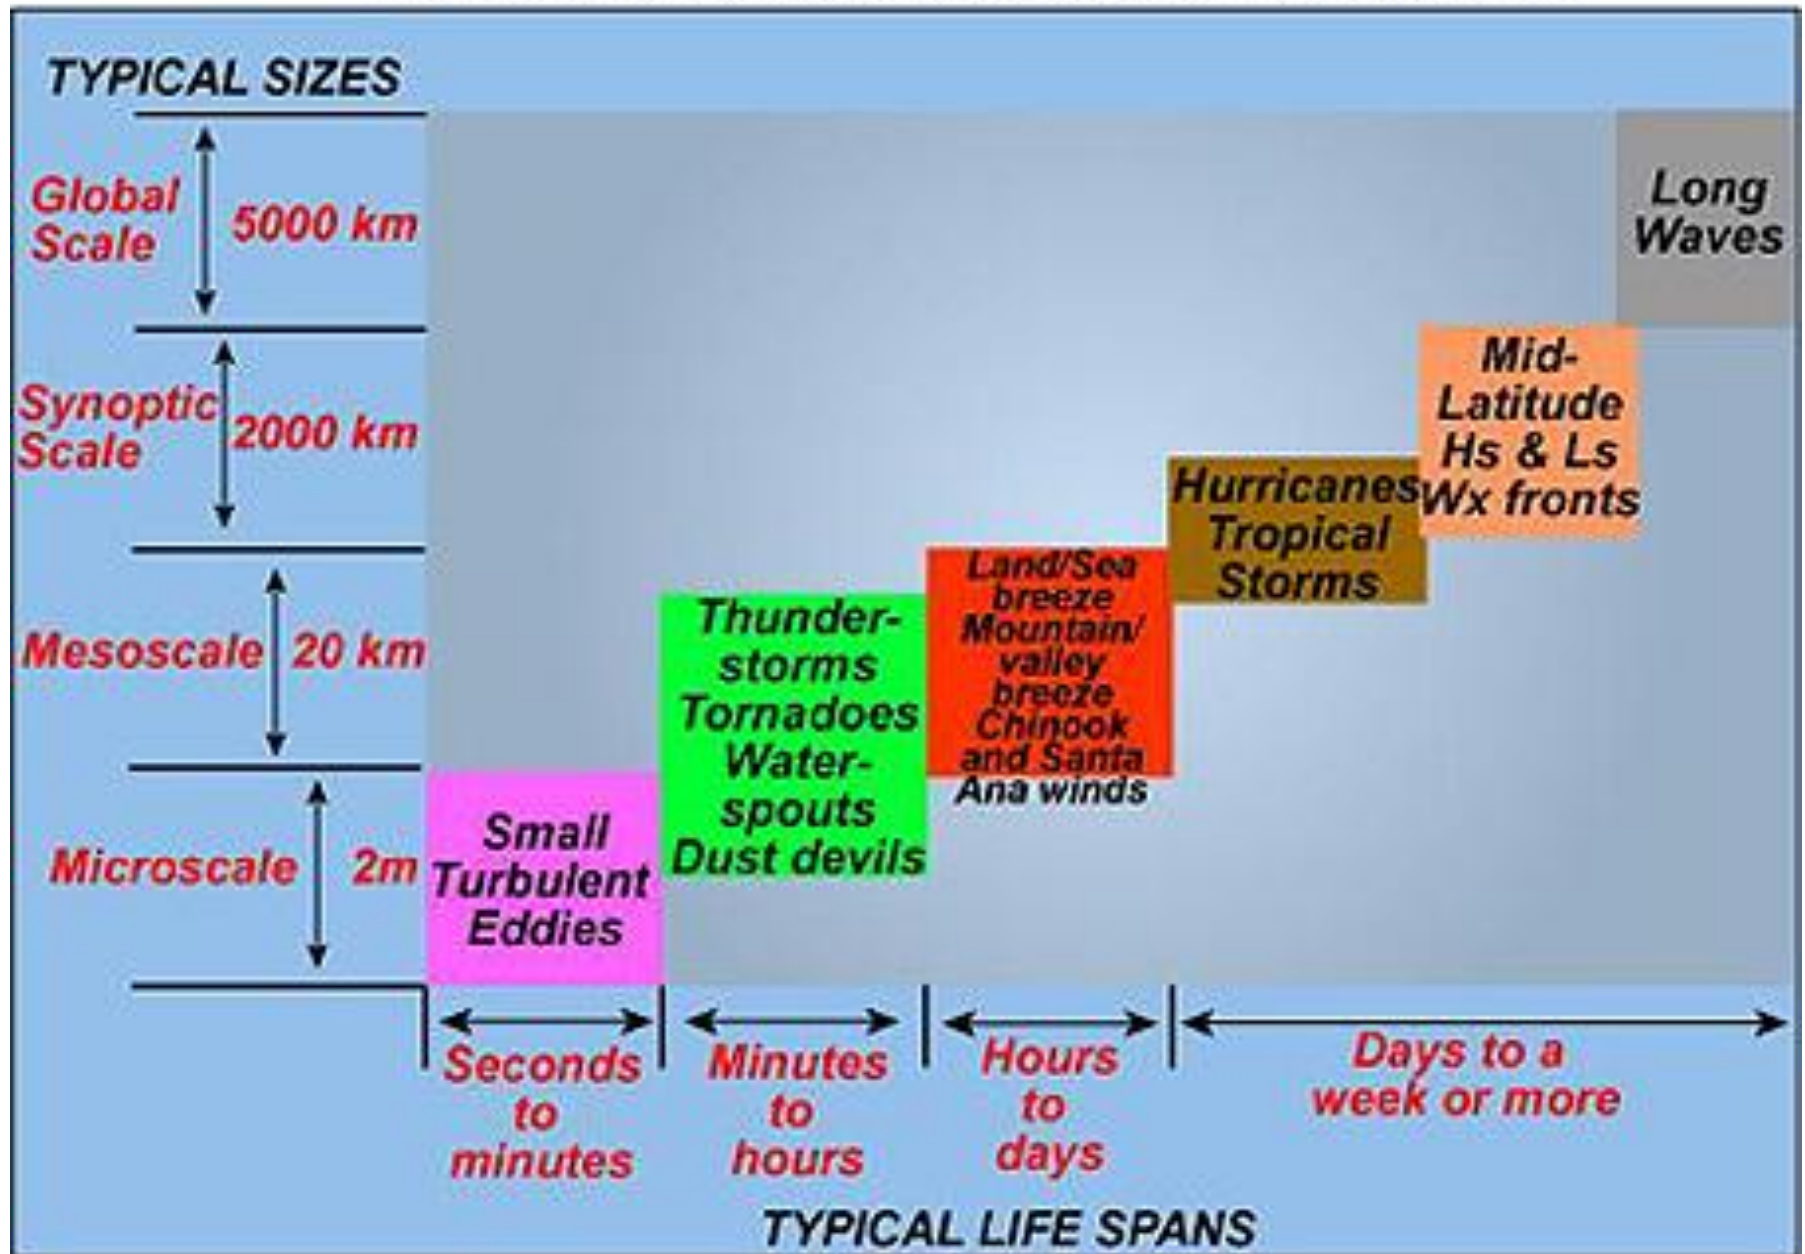 TYPICAL SIZES
Global
Scale
5000 km
Long
Waves
Synoptic
Scale
2000 km
Mid-
Latitude
Hs & Ls
Wx fronts
Hurricanes
Tropical
Storms
Mesoscale
20 km
Land/Sea
breeze
Mountain/
valley
breeze
Chinook
and Santa
Ana winds
Thunder-
storms
Tornadoes
Water-
spouts
Dust devils
Microscale
2m
Small
Turbulent
Eddies
Seconds
to
minutes
Minutes
to
hours
Hours
to
days
Days to a
week or more
TYPICAL LIFE SPANS